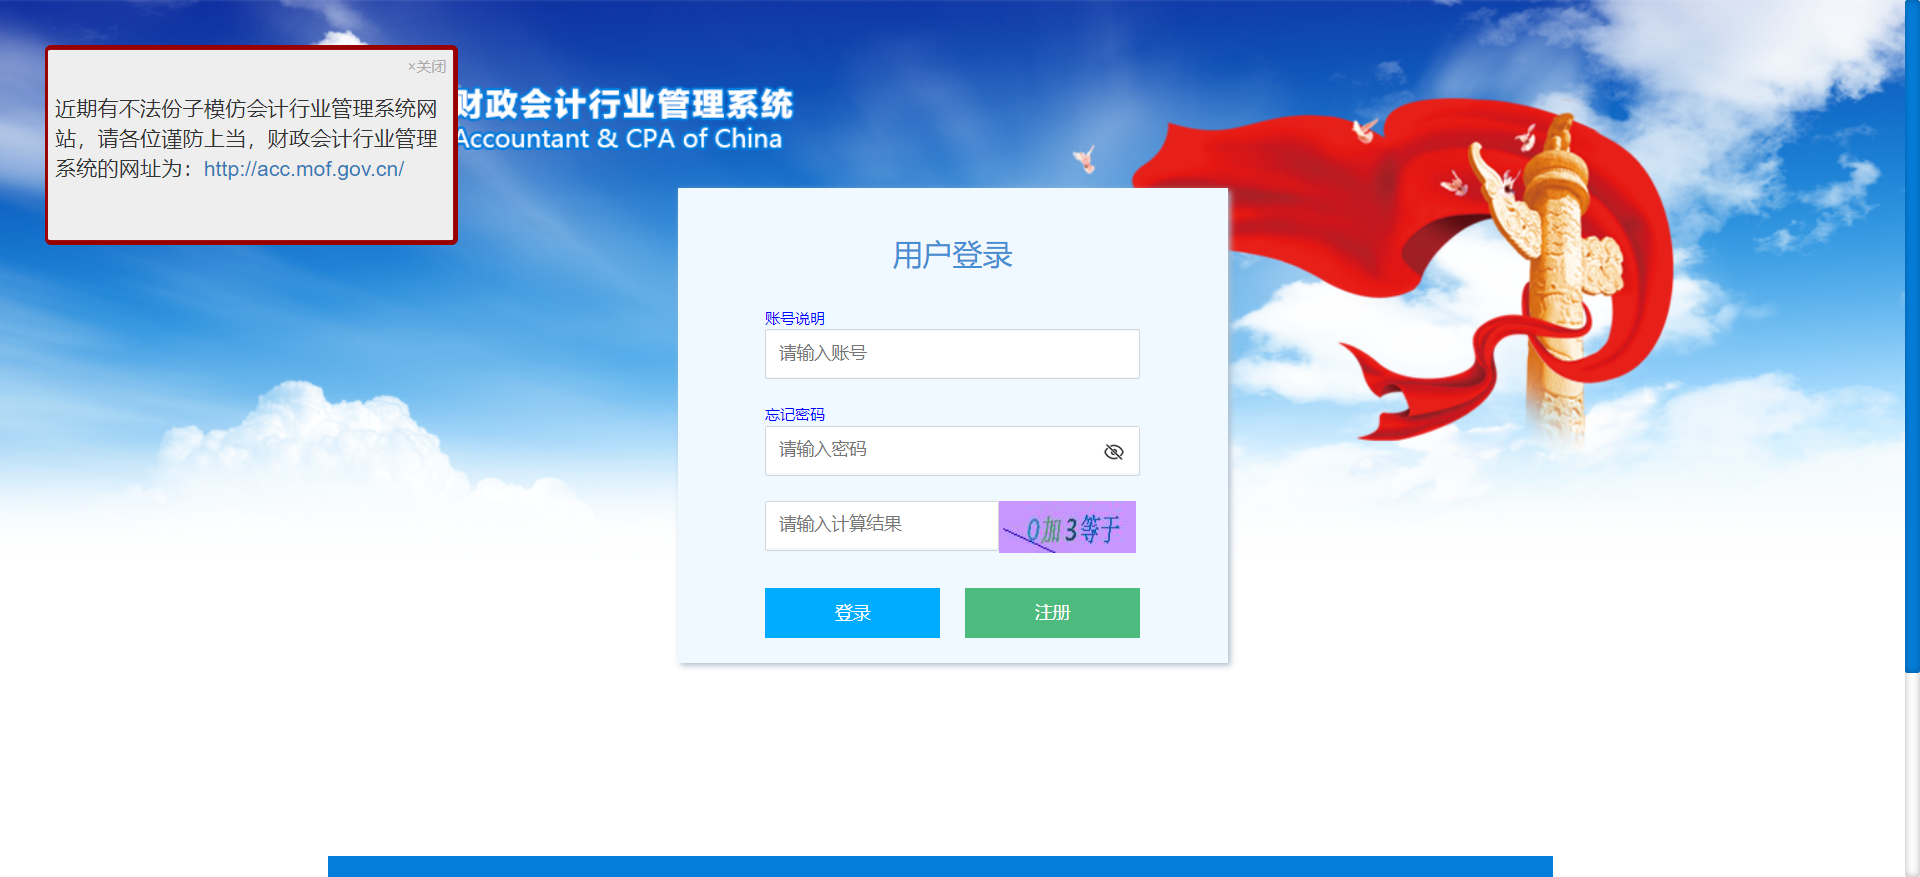 ×关闭
近期有不法份子模仿会计行业管理系统网
站，请各位谨防上当，财政会计行业管理
系统的网址为：http://acc.mof.gov.cn/
财政会计行业管理系统
Accountant & CPA of China
用户登录
账号说明
请输入账号
忘记密码
请输入密码
请输入计算结果
0加3等于
登录
注册